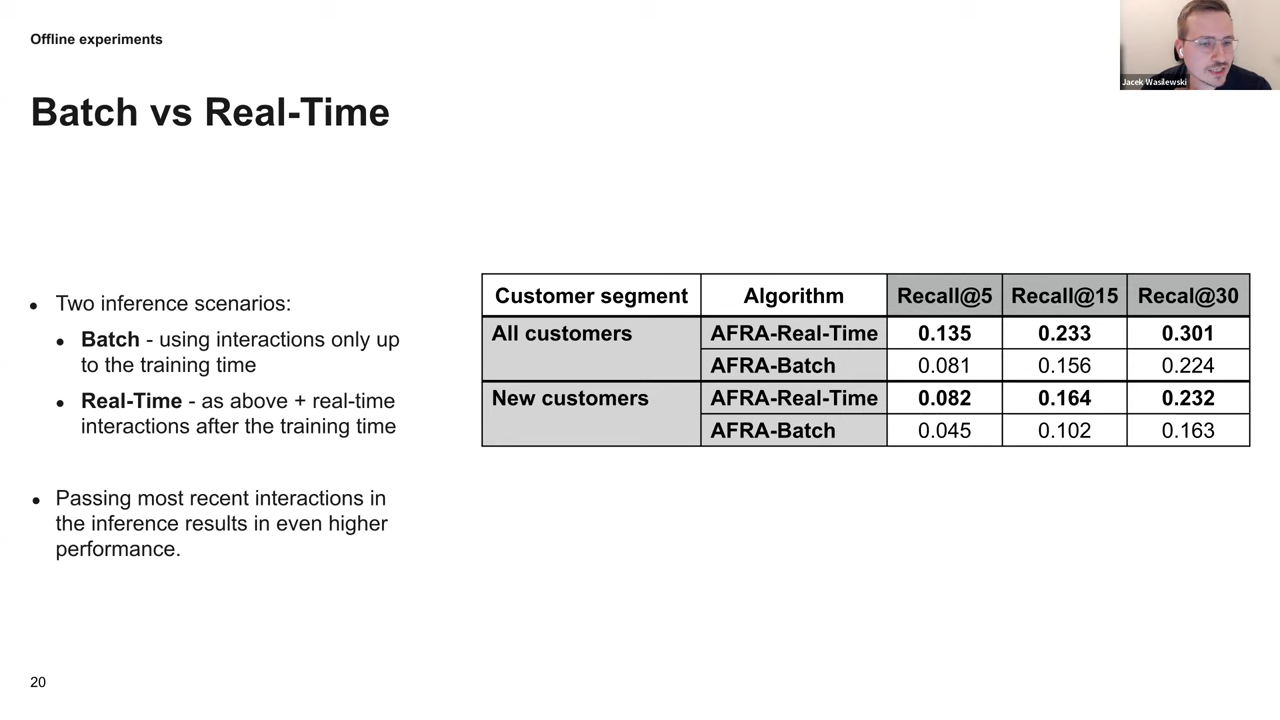 Offline experiments
Jacek Wasilewski
Batch vs Real-Time
● Two inference scenarios:
● Batch - using interactions only up
to the training time
● Real-Time - as above + real-time
interactions after the training time
● Passing most recent interactions in
the inference results in even higher
performance.
Customer segment Algorithm Recall@5 Recall@15 Recal@30
All customers AFRA-Real-Time 0.135 0.233 0.301
AFRA-Batch 0.081 0.156 0.224
New customers AFRA-Real-Time 0.082 0.164 0.232
AFRA-Batch 0.045 0.102 0.163
20